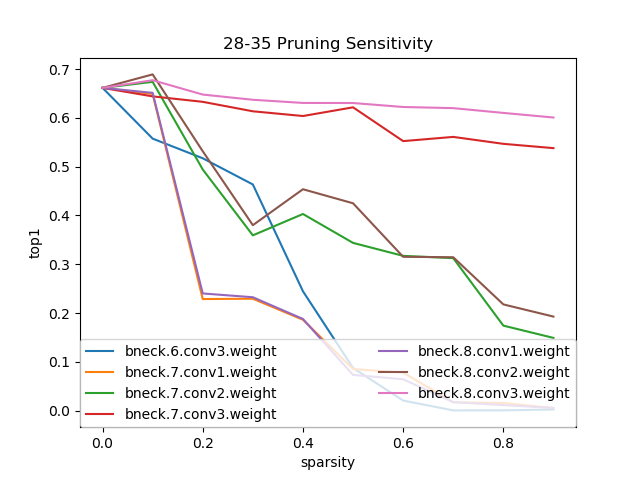 28-35 Pruning Sensitivity
0.7
0.6
0.5
0.4
0.3
0.2
0.1
0.0
top1
bneck.6.conv3.weight
bneck.7.conv1.weight
bneck.7.conv2.weight
bneck.7.conv3.weight
bneck.8.conv1.weight
bneck.8.conv2.weight
bneck.8.conv3.weight
0.0 0.2 0.4 0.6 0.8
sparsity